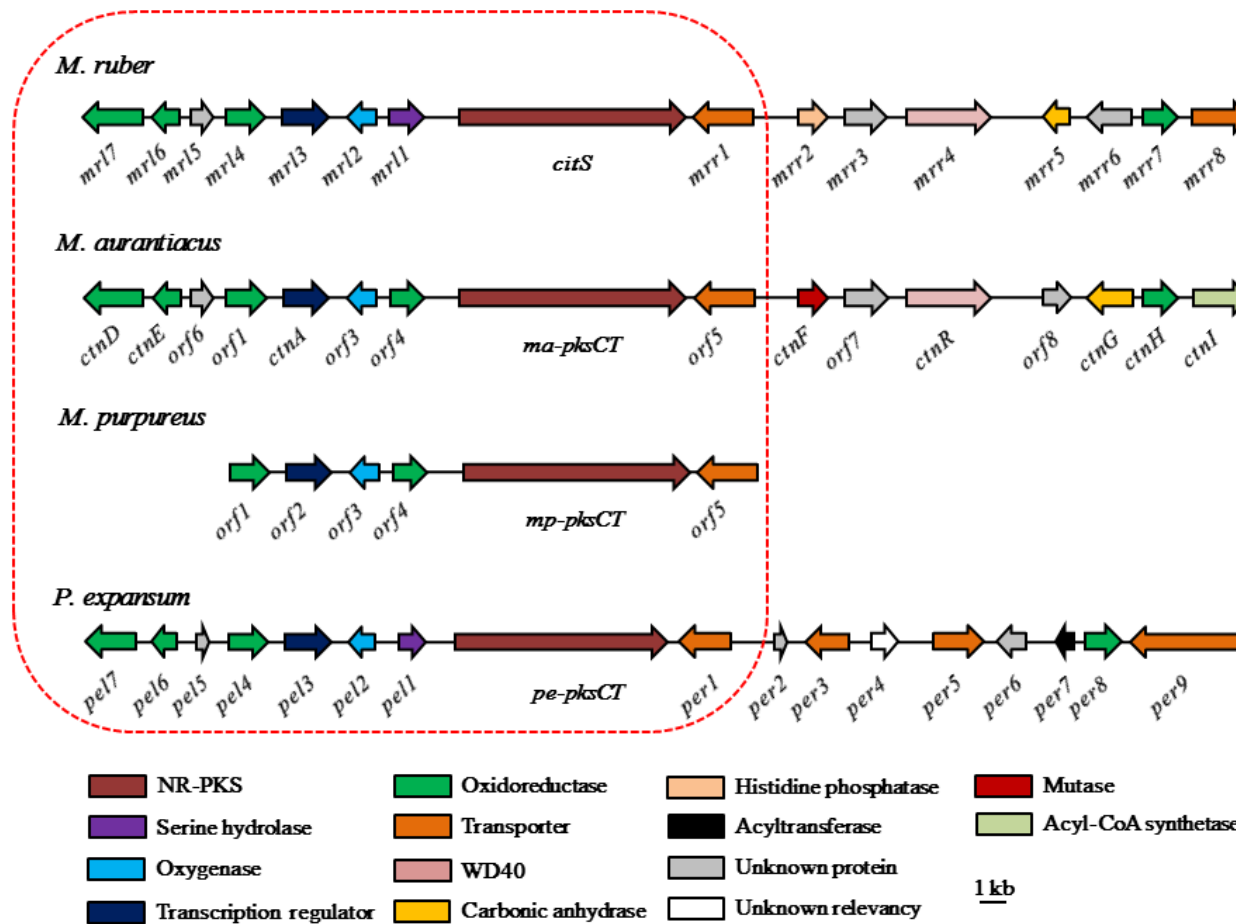 M. ruber
mrl7 mrl6 mrl5 mrl4 mrl3 mrl2 mrl1 citS mrr1 mrr2 mrr3 mrr4 mrr5 mrr6 mrr7 mrr8
M. aurantiacus
ctnD ctnE orf6 orf1 ctnA orf3 orf4 ma-pksCT orf5 ctnF orf7 ctnR orf8 ctnG ctnH ctnI
M. purpureus
orf1 orf2 orf3 orf4 mp-pksCT orf5
P. expansum
pel7 pel6 pel5 pel4 pel3 pel2 pel1 pe-pksCT per1 per2 per3 per4 per5 per6 per7 per8 per9
NR-PKS Oxidoreductase Histidine phosphatase Mutase
Serine hydrolase Transporter Acyltransferase Acyl-CoA synthetase
Oxygenase WD40 Unknown protein
Transcription regulator Carbonic anhydrase Unknown relevancy 1 kb